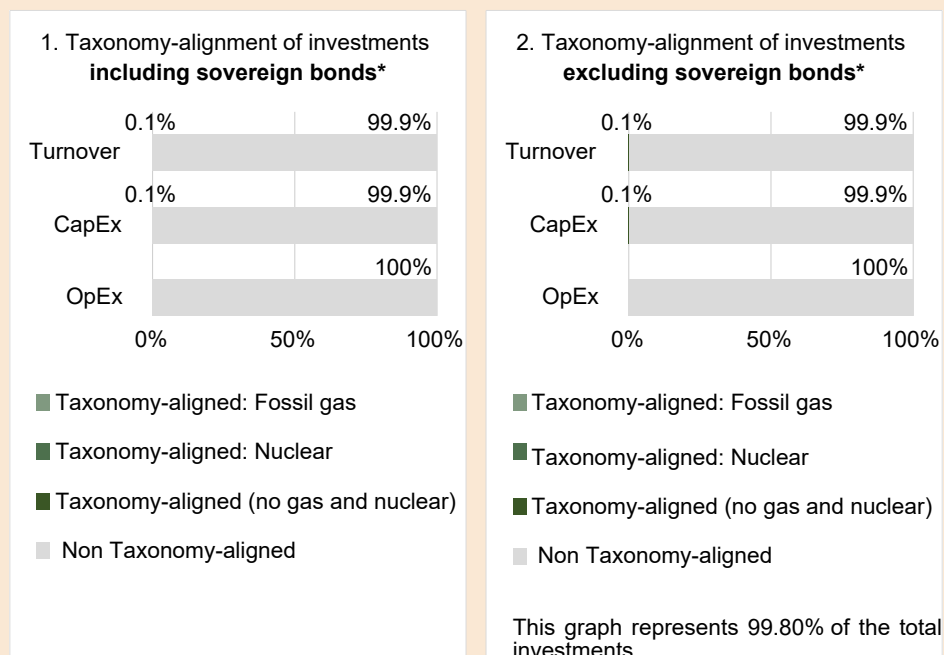 1. Taxonomy-alignment of investments
including sovereign bonds*
0.1% 99.9%
Turnover
0.1% 99.9%
CapEx
100%
OpEx
0% 50% 100%
Taxonomy-aligned: Fossil gas
Taxonomy-aligned: Nuclear
Taxonomy-aligned (no gas and nuclear)
Non Taxonomy-aligned
2. Taxonomy-alignment of investments
excluding sovereign bonds*
0.1% 99.9%
Turnover
0.1% 99.9%
CapEx
100%
OpEx
0% 50% 100%
Taxonomy-aligned: Fossil gas
Taxonomy-aligned: Nuclear
Taxonomy-aligned (no gas and nuclear)
Non Taxonomy-aligned
This graph represents 99.80% of the total
investments